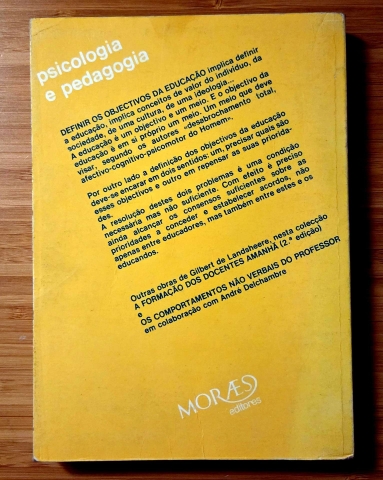 psicologia
e pedagogia
DEFINIR OS OBJECTIVOS DA EDUCAÇÃO implica definir
a educação, implica conceitos de valor do indivíduo, da
sociedade, de uma cultura, de uma ideologia...
A educação é um objectivo e um meio. E o objectivo da
educação é em si próprio um meio. Um meio que deve
visar, segundo os autores «desabrochamento total,
efectivo-cognitivo-psicomotor do Homem».
Por outro lado a definição dos objectivos da educação
deve-se encarar em dois sentidos: um, precisar quais são
esses objectivos e outro em repensar as suas priorida-
des.
A resolução destes dois problemas é uma condição
necessária mas não suficiente. Com efeito é preciso
ainda alcançar os consensos suficientes sobre as
prioridades a conceder e estabelecer acordos, não
apenas entre educadores, mas também entre estes e os
educandos.
Outras obras de Gilbert de Landsheere, nesta colecção
A FORMAÇÃO DOS DOCENTES AMANHÃ (2.ª edição)
e
OS COMPORTAMENTOS NÃO VERBAIS DO PROFESSOR
em colaboração com André Delchambre
MORÆS
editores